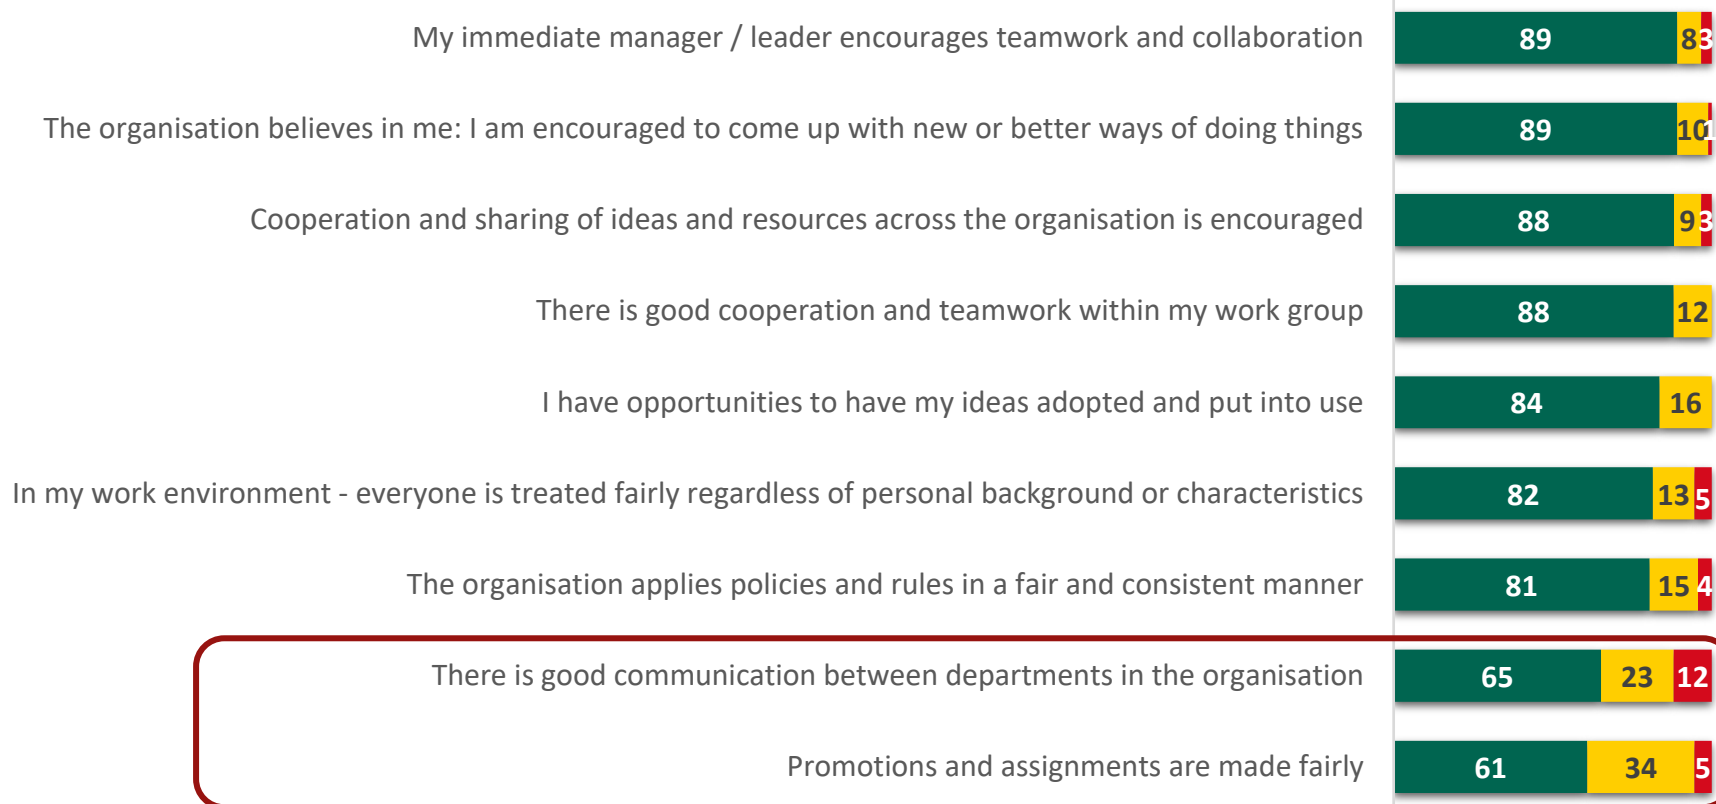 My immediate manager / leader encourages teamwork and collaboration 89 8 3
The organisation believes in me: I am encouraged to come up with new or better ways of doing things 89 10 1
Cooperation and sharing of ideas and resources across the organisation is encouraged 88 9 3
There is good cooperation and teamwork within my work group 88 12
I have opportunities to have my ideas adopted and put into use 84 16
In my work environment - everyone is treated fairly regardless of personal background or characteristics 82 13 5
The organisation applies policies and rules in a fair and consistent manner 81 15 4
There is good communication between departments in the organisation 65 23 12
Promotions and assignments are made fairly 61 34 5